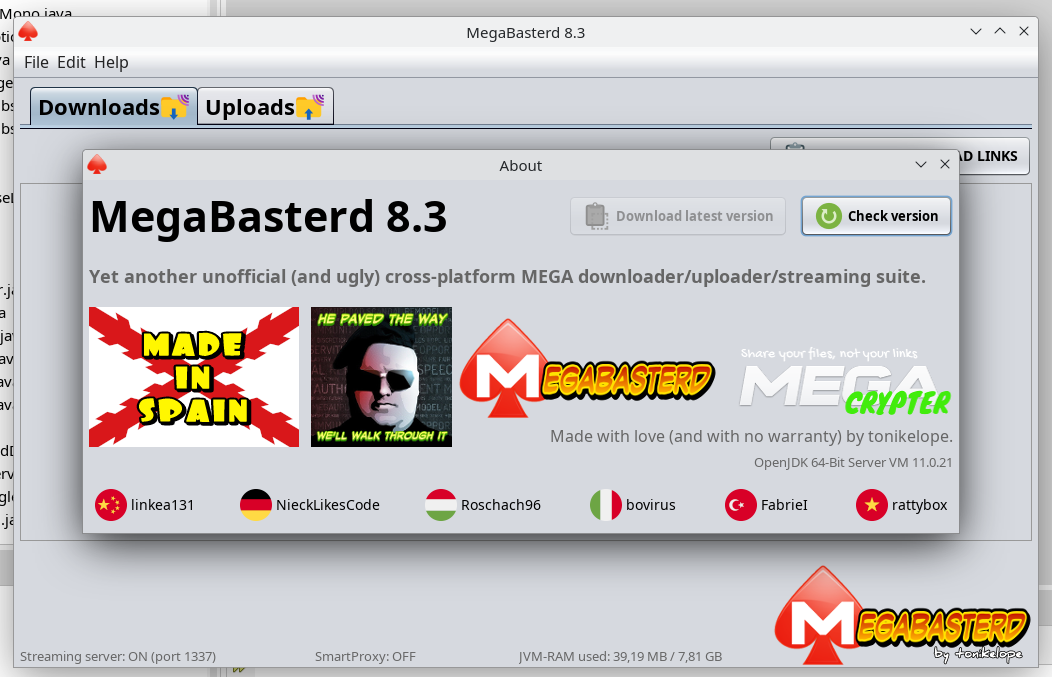 Mono.java
MegaBasterd 8.3
File Edit Help
Downloads
Uploads
AD LINKS
About
MegaBasterd 8.3
Download latest version
Check version
Yet another unofficial (and ugly) cross-platform MEGA downloader/uploader/streaming suite.
MADE
IN
SPAIN
HE PAVED THE WAY
WE'LL WALK THROUGH IT
MEGABASTERD
Share your files, not your links
MEGA
CRYPTER
Made with love (and with no warranty) by tonikelope.
OpenJDK 64-Bit Server VM 11.0.21
linkea131
NieckLikesCode
Roschach96
bovirus
FabrieI
rattybox
MEGABASTERD
by tonikelope
Streaming server: ON (port 1337)
SmartProxy: OFF
JVM-RAM used: 39,19 MB / 7,81 GB